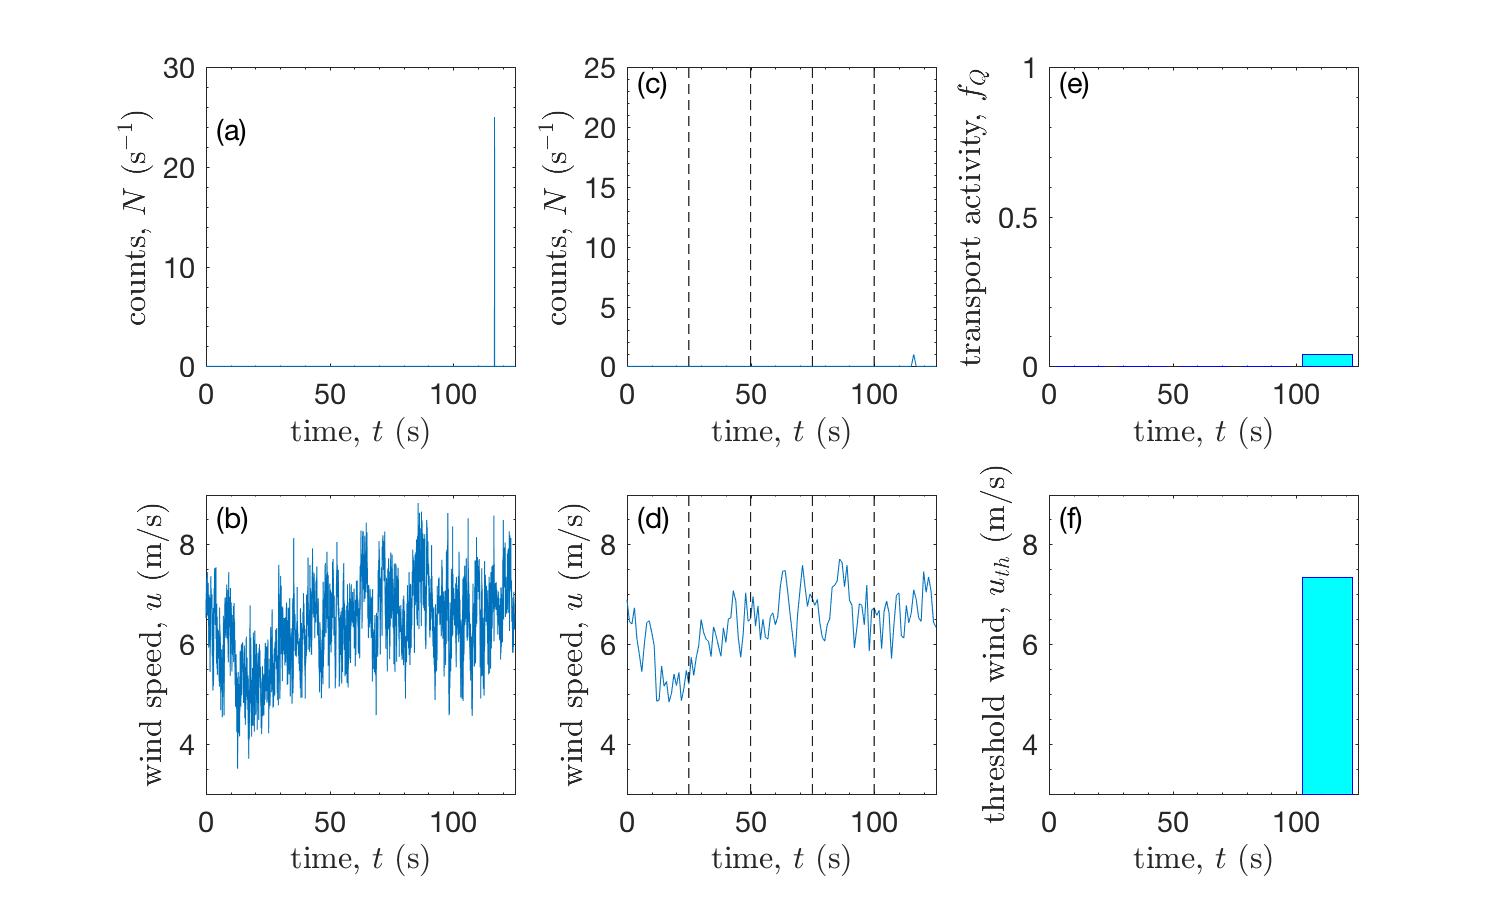 (a)
counts, N (s⁻¹)
30
20
10
0
0 50 100
time, t (s)
(c)
counts, N (s⁻¹)
25
20
15
10
5
0
0 50 100
time, t (s)
(e)
transport activity, f_Q
1
0.5
0
0 50 100
time, t (s)
(b)
wind speed, u (m/s)
8
6
4
0 50 100
time, t (s)
(d)
wind speed, u (m/s)
8
6
4
0 50 100
time, t (s)
(f)
threshold wind, u_th (m/s)
8
6
4
0 50 100
time, t (s)